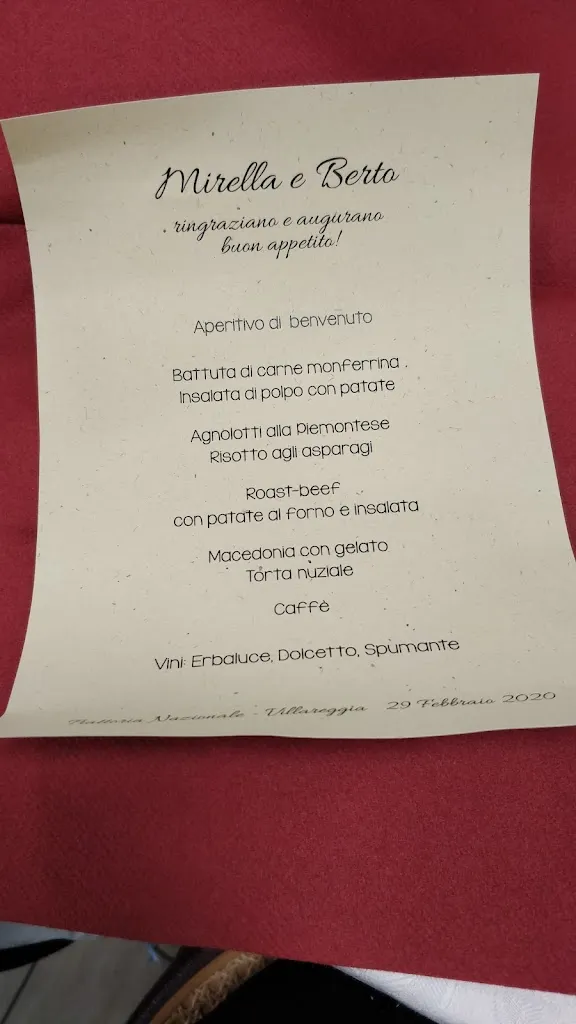 Mirella e Berto
ringraziano e augurano
buon appetito!
Aperitivo di benvenuto
Battuta di carne monferrina
Insalata di polpo con patate
Agnolotti alla Piemontese
Risotto agli asparagi
Roast-beef
con patate al forno e insalata
Macedonia con gelato
Torta nuziale
Caffè
Vini: Erbaluce, Dolcetto, Spumante
Trattoria Nazionale - Villareggia 29 Febbraio 2020